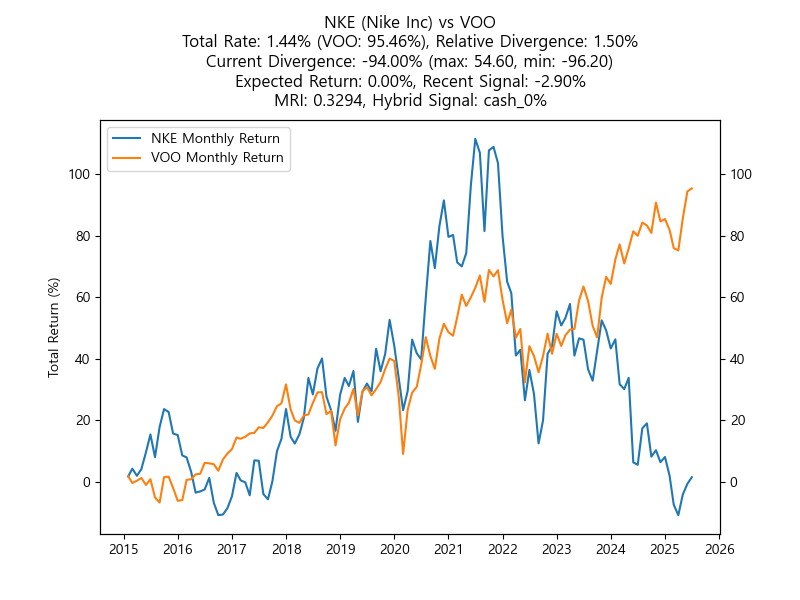 NKE (Nike Inc) vs VOO
Total Rate: 1.44% (VOO: 95.46%), Relative Divergence: 1.50%
Current Divergence: -94.00% (max: 54.60, min: -96.20)
Expected Return: 0.00%, Recent Signal: -2.90%
MRI: 0.3294, Hybrid Signal: cash_0%
NKE Monthly Return
VOO Monthly Return
100
80
60
40
20
0
Total Return (%)
100
80
60
40
20
0
2015 2016 2017 2018 2019 2020 2021 2022 2023 2024 2025 2026